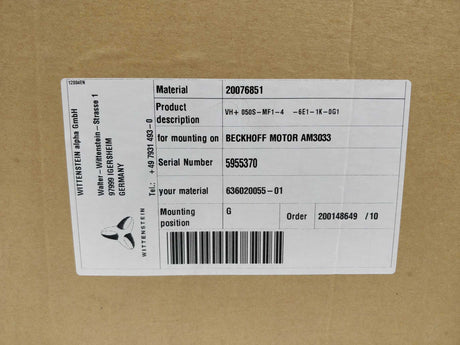 12004EN
WITTENSTEIN alpha GmbH
Walter-Wittenstein-Strasse 1
97999 IGERSHEIM
GERMANY
Tel.: +49 7931 493-0
WITTENSTEIN
Material 20076851
Product description VH+ 050S-MF1-4 -6E1-1K-0G1
for mounting on BECKHOFF MOTOR AM3033
Serial Number 5955370
your material 636020055-01
Mounting position G Order 200148649 /10